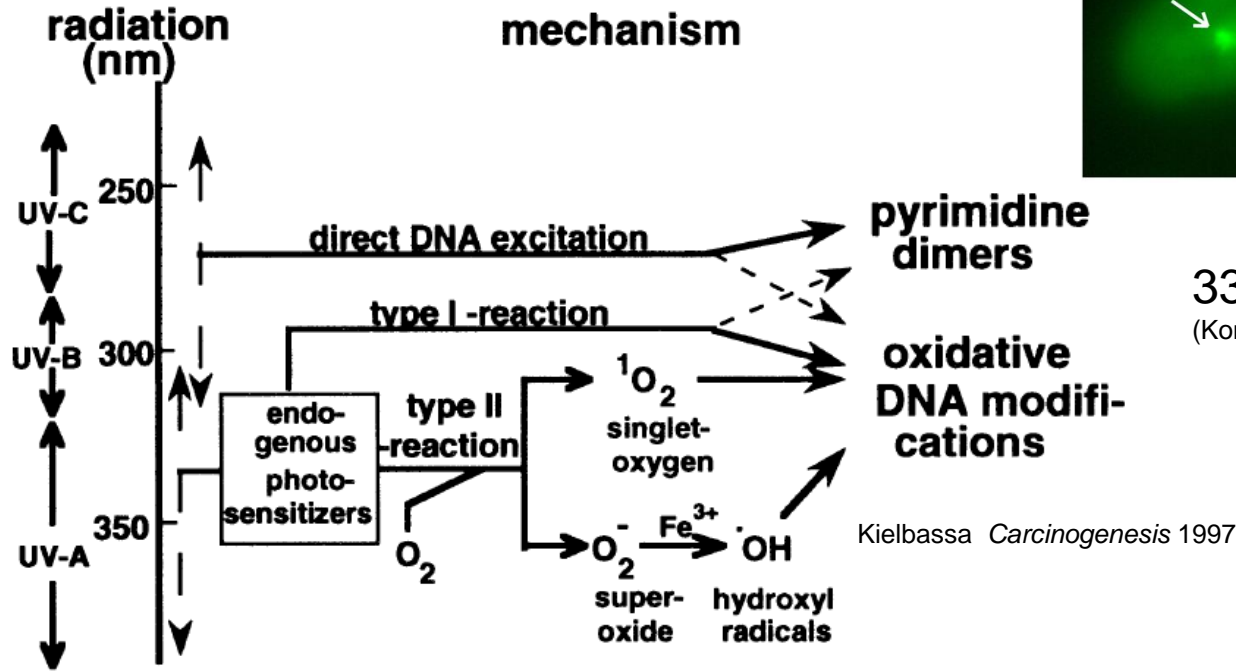 radiation
(nm)
mechanism
250
UV-C
direct DNA excitation
pyrimidine
dimers
type I -reaction
33
(Kor
UV-B
300
oxidative
DNA modifi-
cations
endo-
genous
photo-
sensitizers
type II
-reaction
¹O₂
singlet-
oxygen
350
UV-A
O₂
O₂⁻
Fe³⁺
·OH
super-
oxide
hydroxyl
radicals
Kielbassa Carcinogenesis 1997